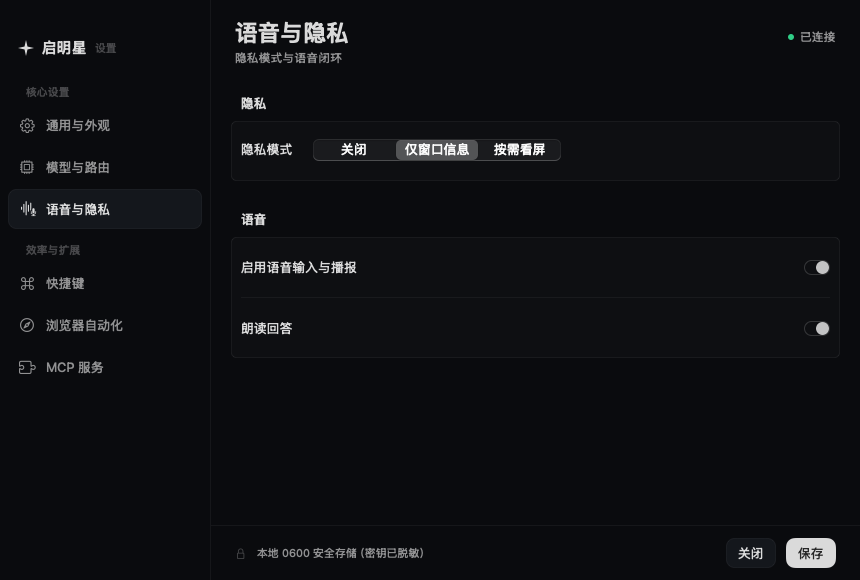 启明星 设置
核心设置
通用与外观
模型与路由
语音与隐私
效率与扩展
快捷键
浏览器自动化
MCP 服务
语音与隐私
隐私模式与语音闭环
已连接
隐私
隐私模式 关闭 仅窗口信息 按需看屏
语音
启用语音输入与播报
朗读回答
本地 0600 安全存储 (密钥已脱敏)
关闭 保存